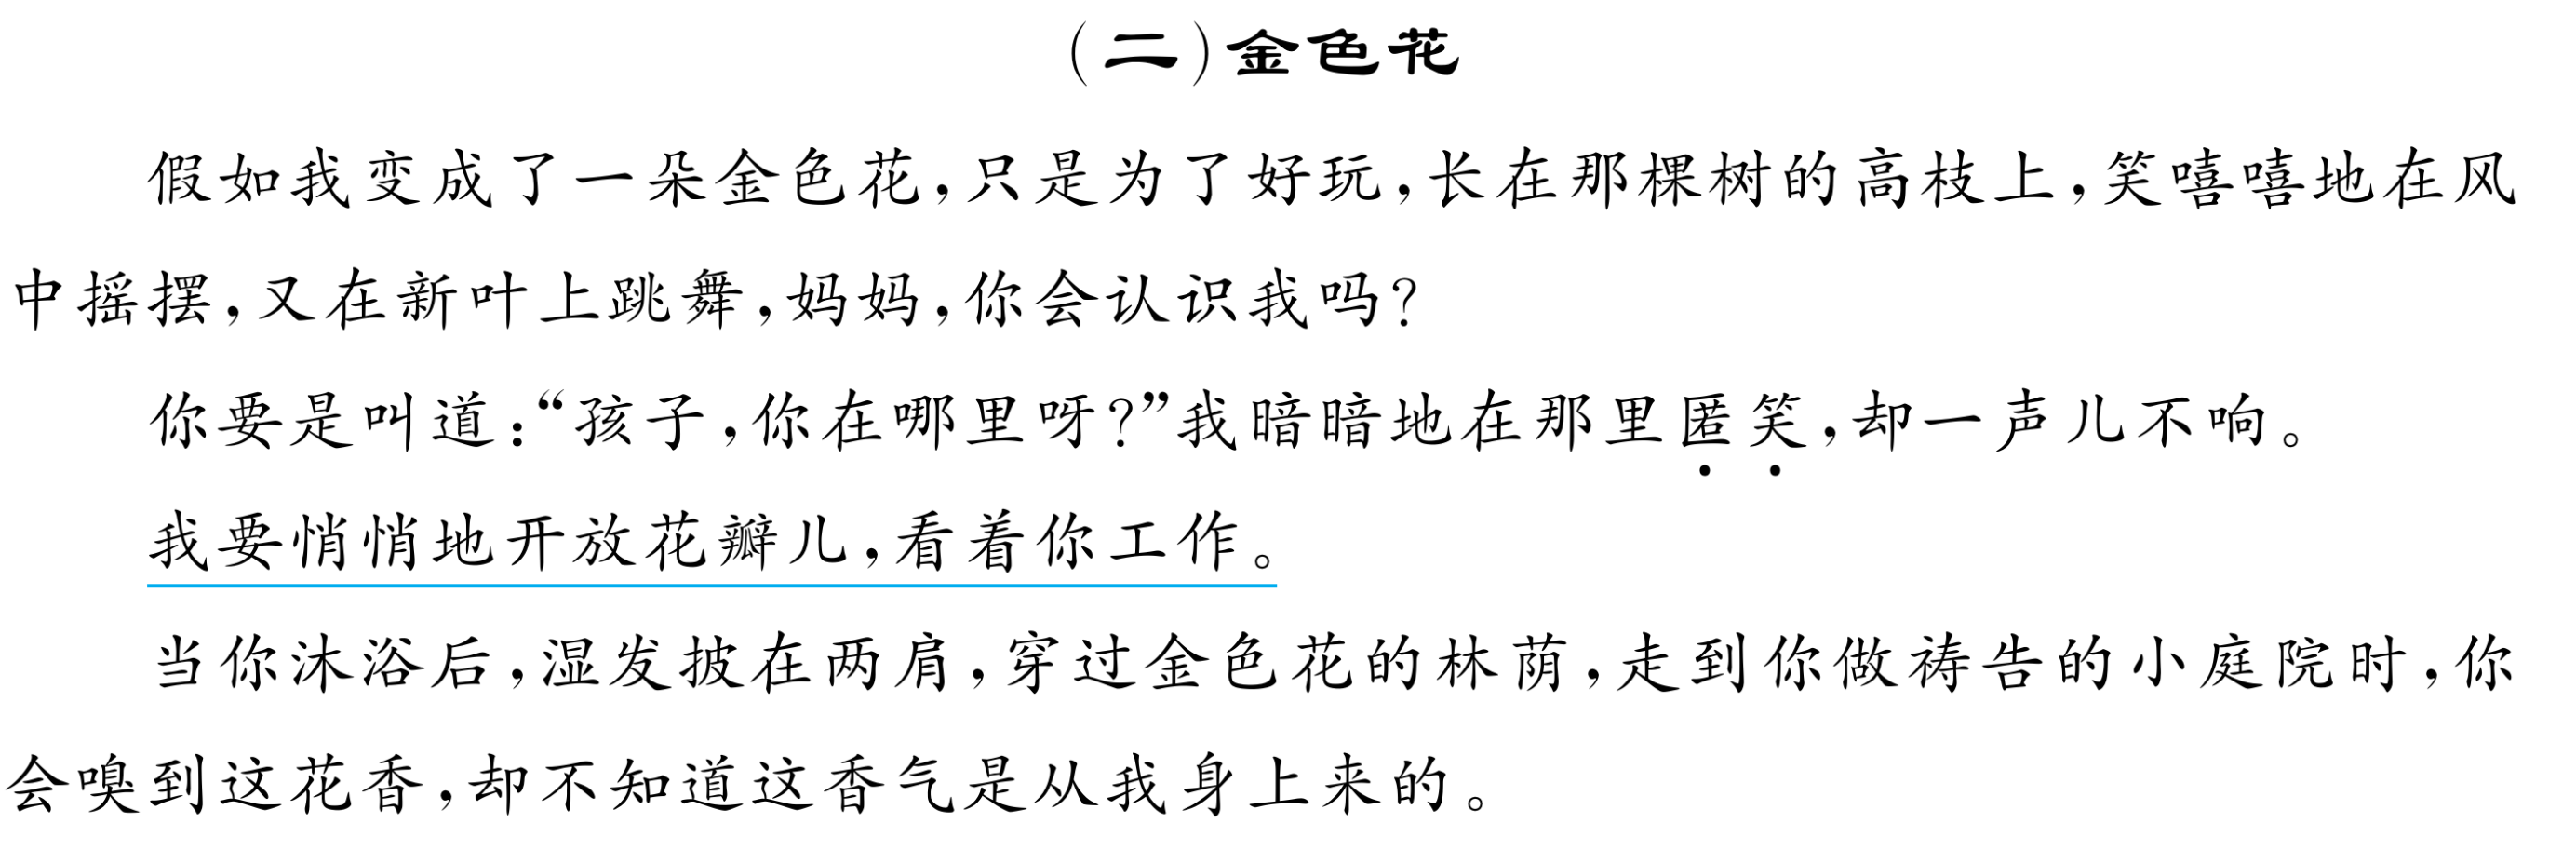 (二)金色花
假如我变成了一朵金色花,只是为了好玩,长在那棵树的高枝上,笑嘻嘻地在风
中摇摆,又在新叶上跳舞,妈妈,你会认识我吗?
你要是叫道:“孩子,你在哪里呀?”我暗暗地在那里匿笑,却一声儿不响。
我要悄悄地开放花瓣儿,看着你工作。
当你沐浴后,湿发披在两肩,穿过金色花的林荫,走到你做祷告的小庭院时,你
会嗅到这花香,却不知道这香气是从我身上来的。